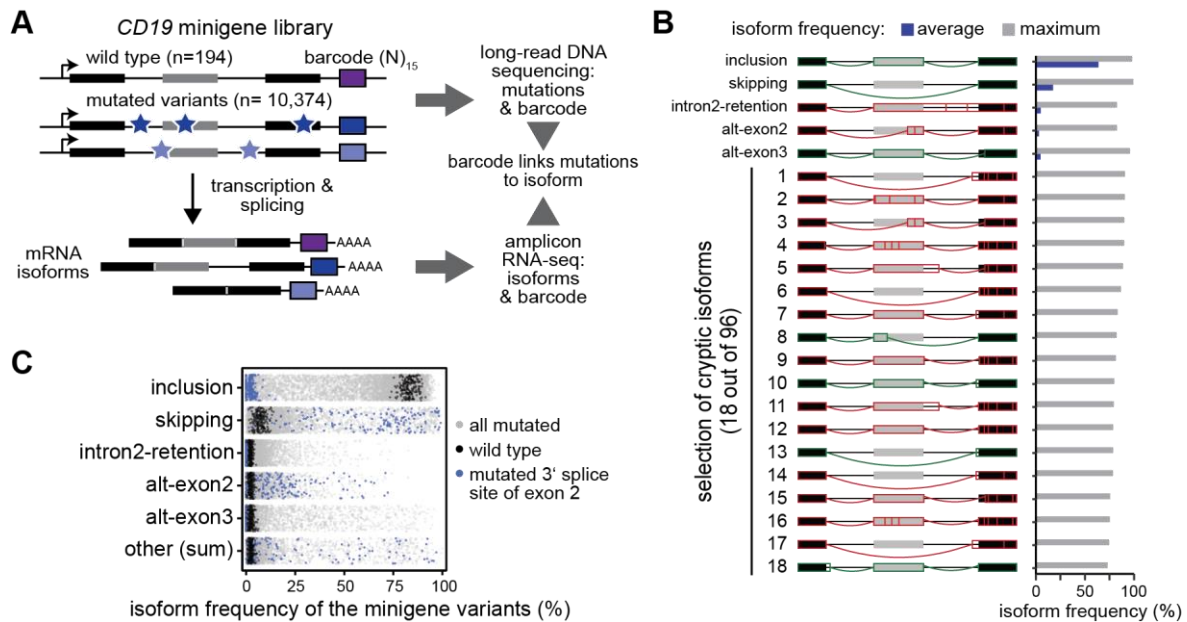 A
CD19 minigene library
wild type (n=194)
barcode (N)15
mutated variants (n= 10,374)
transcription &
splicing
mRNA
isoforms
AAAA
AAAA
AAAA
long-read DNA
sequencing:
mutations
& barcode
barcode links mutations
to isoform
amplicon
RNA-seq:
isoforms
& barcode
B
isoform frequency: average maximum
inclusion
skipping
intron2-retention
alt-exon2
alt-exon3
selection of cryptic isoforms
(18 out of 96)
1
2
3
4
5
6
7
8
9
10
11
12
13
14
15
16
17
18
0 50 100
isoform frequency (%)
C
inclusion
skipping
intron2-retention
alt-exon2
alt-exon3
other (sum)
all mutated
wild type
mutated 3' splice
site of exon 2
0 25 50 75 100
isoform frequency of the minigene variants (%)